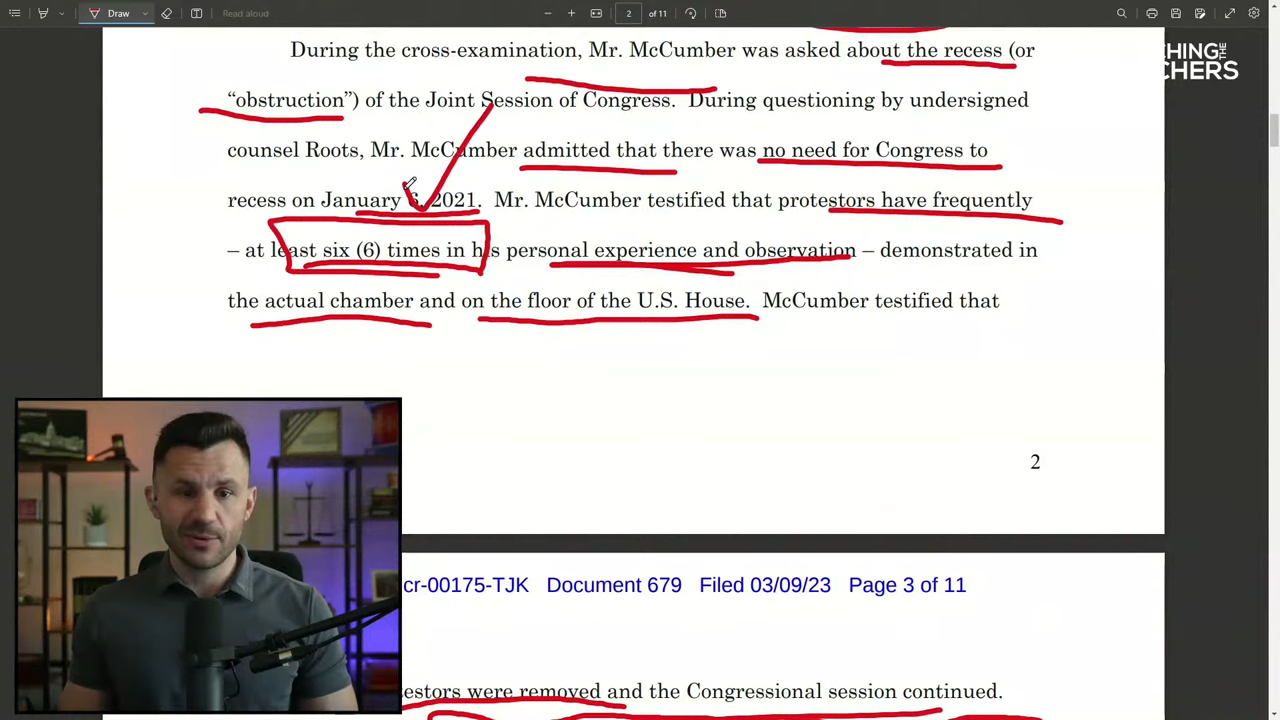 Draw
Read aloud
2 of 11
During the cross-examination, Mr. McCumber was asked about the recess (or
“obstruction”) of the Joint Session of Congress. During questioning by undersigned
counsel Roots, Mr. McCumber admitted that there was no need for Congress to
recess on January 6, 2021. Mr. McCumber testified that protestors have frequently
– at least six (6) times in his personal experience and observation – demonstrated in
the actual chamber and on the floor of the U.S. House. McCumber testified that
2
cr-00175-TJK Document 679 Filed 03/09/23 Page 3 of 11
testors were removed and the Congressional session continued.
CHING THE
CHERS